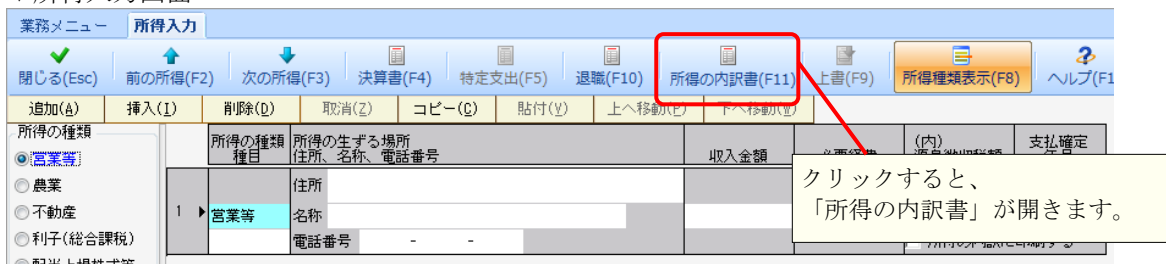 業務メニュー 所得入力
閉じる(Esc) 前の所得(F2) 次の所得(F3) 決算書(F4) 特定支出(F5) 退職(F10) 所得の内訳書(F11) 上書(F9) 所得種類表示(F8) ヘルプ(F1
追加(A) 挿入(I) 削除(D) 取消(Z) コピー(C) 貼付(V) 上へ移動(P) 下へ移動(W)
所得の種類
営業等
農業
不動産
利子(総合課税)
所得の種類
種目
所得の生ずる場所
住所、名称、電話番号
収入金額
必要経費
(内)
源泉徴収税額
支払確定
年月
1
営業等
住所
名称
電話番号 - -
クリックすると、
「所得の内訳書」が開きます。